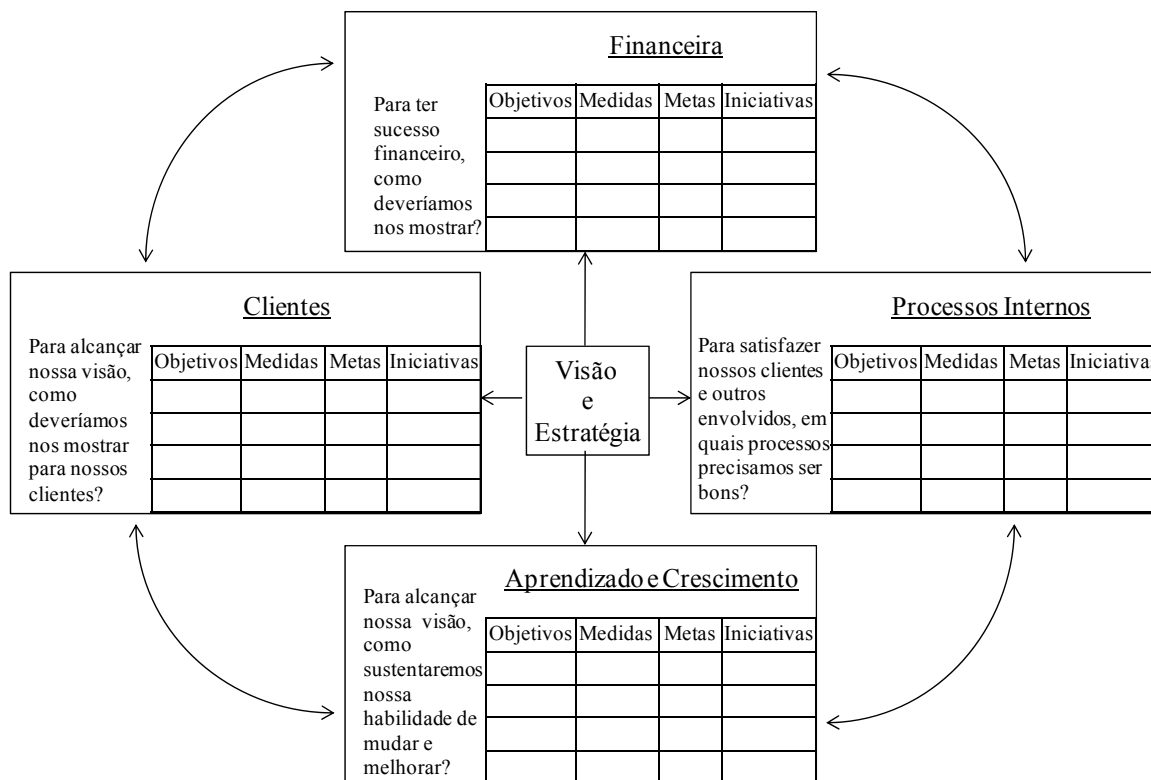 Financeira
Para ter
sucesso
financeiro,
como
deveríamos
nos mostrar?
Objetivos Medidas Metas Iniciativas
Clientes
Para alcançar
nossa visão,
como
deveríamos
nos mostrar
para nossos
clientes?
Objetivos Medidas Metas Iniciativas
Visão
e
Estratégia
Processos Internos
Para satisfazer
nossos clientes
e outros
envolvidos, em
quais processos
precisamos ser
bons?
Objetivos Medidas Metas Iniciativas
Aprendizado e Crescimento
Para alcançar
nossa visão,
como
sustentaremos
nossa
habilidade de
mudar e
melhorar?
Objetivos Medidas Metas Iniciativas